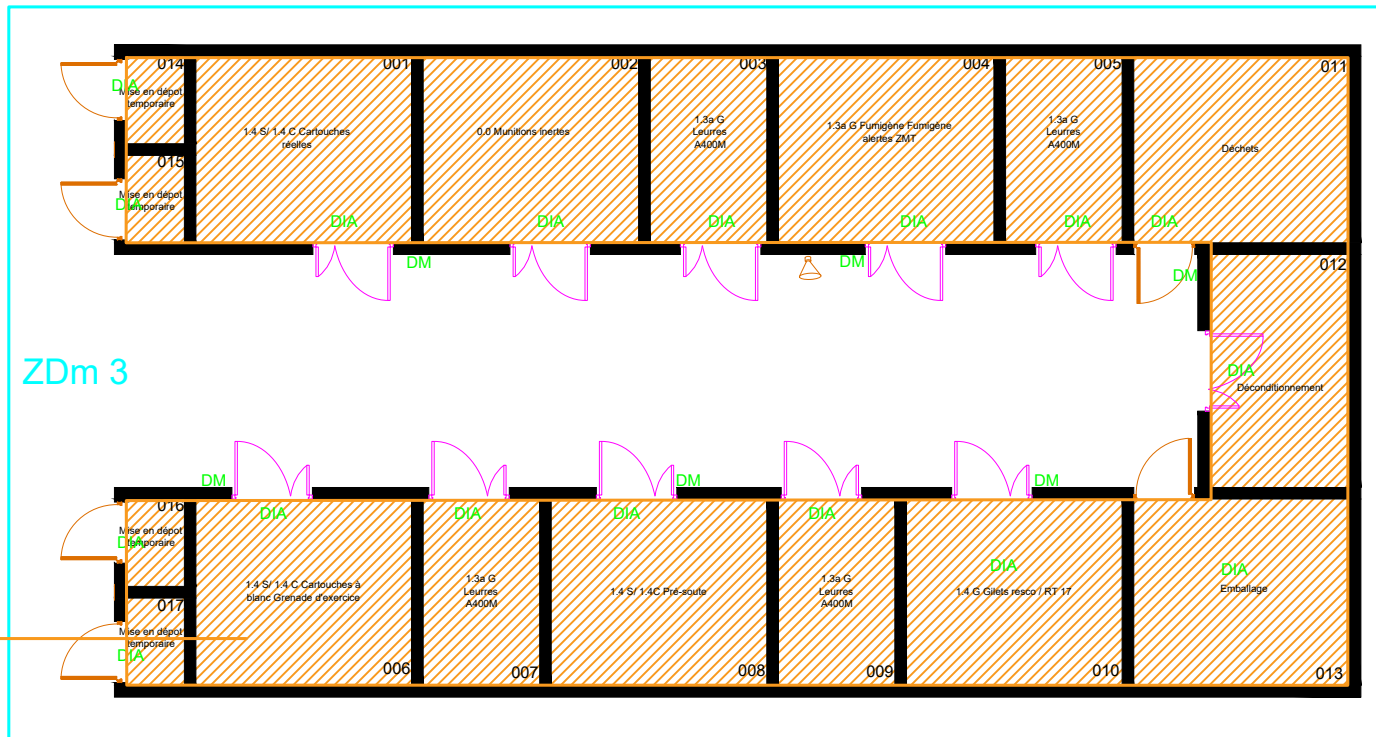 014
DIA
Mise en dépot
temporaire
015
Mise en dépot
temporaire
DIA
001
1.4 S/ 1.4 C Cartouches
réelles
DIA
002
0.0 Munitions inertes
DIA
003
1.3a G
Leurres
A400M
DIA
004
1.3a G Fumigène Fumigène
alertes ZMT
DIA
005
1.3a G
Leurres
A400M
DIA
011
Déchets
DIA
DM
DM
DM
012
DIA
Déconditionnement
ZDm 3
DM
DM
DM
016
Mise en dépot
temporaire
DIA
017
Mise en dépot
temporaire
DIA
DIA
1.4 S/ 1.4 C Cartouches à
blanc Grenade d'exercice
006
DIA
1.3a G
Leurres
A400M
007
DIA
1.4 S/ 1.4C Pré-soute
008
DIA
1.3a G
Leurres
A400M
009
DIA
1.4 G Gilets resco / RT 17
010
DIA
Emballage
013